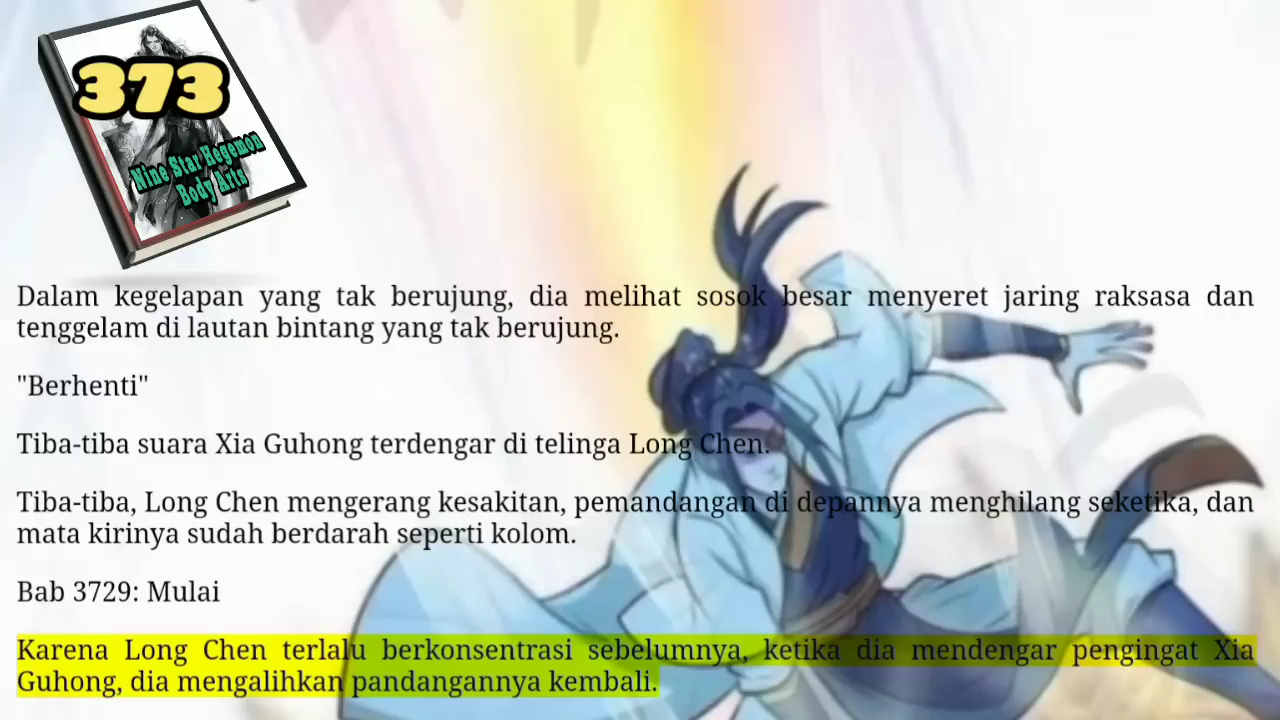 373
Nine Star Hegemon
Body Arts
Dalam kegelapan yang tak berujung, dia melihat sosok besar menyeret jaring raksasa dan
tenggelam di lautan bintang yang tak berujung.
"Berhenti"
Tiba-tiba suara Xia Guhong terdengar di telinga Long Chen.
Tiba-tiba, Long Chen mengerang kesakitan, pemandangan di depannya menghilang seketika, dan
mata kirinya sudah berdarah seperti kolom.
Bab 3729: Mulai
Karena Long Chen terlalu berkonsentrasi sebelumnya, ketika dia mendengar pengingat Xia
Guhong, dia mengalihkan pandangannya kembali.